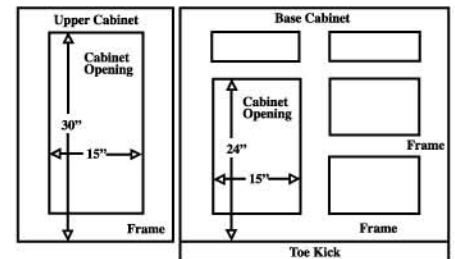 Upper Cabinet
Cabinet
Opening
30”
15”
Frame
Base Cabinet
Cabinet
Opening
24”
15”
Frame
Frame
Toe Kick